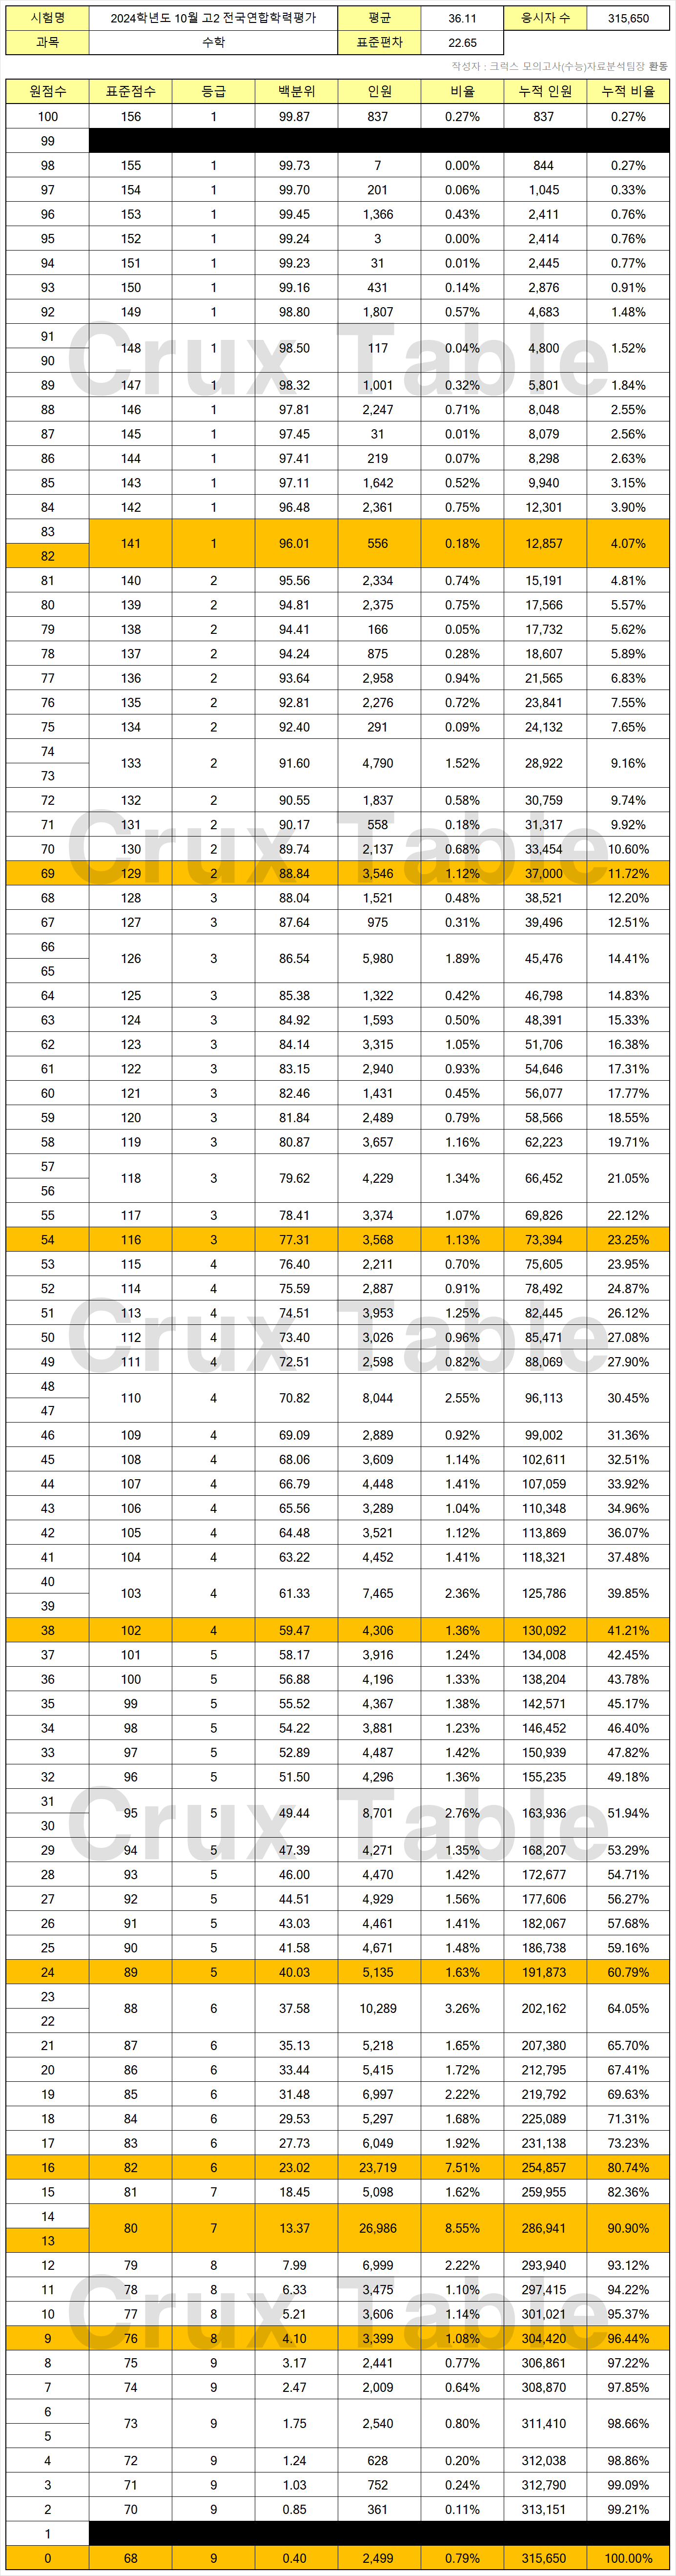 시험명 2024학년도 10월 고2 전국연합학력평가 평균 36.11 응시자 수 315,650
과목 수학 표준편차 22.65
작성자 : 크럭스 모의고사(수능)자료분석팀장 환동
원점수 표준점수 등급 백분위 인원 비율 누적 인원 누적 비율
100 156 1 99.87 837 0.27% 837 0.27%
99
98 155 1 99.73 7 0.00% 844 0.27%
97 154 1 99.70 201 0.06% 1,045 0.33%
96 153 1 99.45 1,366 0.43% 2,411 0.76%
95 152 1 99.24 3 0.00% 2,414 0.76%
94 151 1 99.23 31 0.01% 2,445 0.77%
93 150 1 99.16 431 0.14% 2,876 0.91%
92 149 1 98.80 1,807 0.57% 4,683 1.48%
91
148 1 98.50 117 0.04% 4,800 1.52%
90
Crux Table
89 147 1 98.32 1,001 0.32% 5,801 1.84%
88 146 1 97.81 2,247 0.71% 8,048 2.55%
87 145 1 97.45 31 0.01% 8,079 2.56%
86 144 1 97.41 219 0.07% 8,298 2.63%
85 143 1 97.11 1,642 0.52% 9,940 3.15%
84 142 1 96.48 2,361 0.75% 12,301 3.90%
83
141 1 96.01 556 0.18% 12,857 4.07%
82
81 140 2 95.56 2,334 0.74% 15,191 4.81%
80 139 2 94.81 2,375 0.75% 17,566 5.57%
79 138 2 94.41 166 0.05% 17,732 5.62%
78 137 2 94.24 875 0.28% 18,607 5.89%
77 136 2 93.64 2,958 0.94% 21,565 6.83%
76 135 2 92.81 2,276 0.72% 23,841 7.55%
75 134 2 92.40 291 0.09% 24,132 7.65%
74
133 2 91.60 4,790 1.52% 28,922 9.16%
73
72 132 2 90.55 1,837 0.58% 30,759 9.74%
71 131 2 90.17 558 0.18% 31,317 9.92%
Crux Table
70 130 2 89.74 2,137 0.68% 33,454 10.60%
69 129 2 88.84 3,546 1.12% 37,000 11.72%
68 128 3 88.04 1,521 0.48% 38,521 12.20%
67 127 3 87.64 975 0.31% 39,496 12.51%
66
126 3 86.54 5,980 1.89% 45,476 14.41%
65
64 125 3 85.38 1,322 0.42% 46,798 14.83%
63 124 3 84.92 1,593 0.50% 48,391 15.33%
62 123 3 84.14 3,315 1.05% 51,706 16.38%
61 122 3 83.15 2,940 0.93% 54,646 17.31%
60 121 3 82.46 1,431 0.45% 56,077 17.77%
59 120 3 81.84 2,489 0.79% 58,566 18.55%
58 119 3 80.87 3,657 1.16% 62,223 19.71%
57
118 3 79.62 4,229 1.34% 66,452 21.05%
56
55 117 3 78.41 3,374 1.07% 69,826 22.12%
54 116 3 77.31 3,568 1.13% 73,394 23.25%
53 115 4 76.40 2,211 0.70% 75,605 23.95%
52 114 4 75.59 2,887 0.91% 78,492 24.87%
51 113 4 74.51 3,953 1.25% 82,445 26.12%
Crux Table
50 112 4 73.40 3,026 0.96% 85,471 27.08%
49 111 4 72.51 2,598 0.82% 88,069 27.90%
48
110 4 70.82 8,044 2.55% 96,113 30.45%
47
46 109 4 69.09 2,889 0.92% 99,002 31.36%
45 108 4 68.06 3,609 1.14% 102,611 32.51%
44 107 4 66.79 4,448 1.41% 107,059 33.92%
43 106 4 65.56 3,289 1.04% 110,348 34.96%
42 105 4 64.48 3,521 1.12% 113,869 36.07%
41 104 4 63.22 4,452 1.41% 118,321 37.48%
40
103 4 61.33 7,465 2.36% 125,786 39.85%
39
38 102 4 59.47 4,306 1.36% 130,092 41.21%
37 101 5 58.17 3,916 1.24% 134,008 42.45%
36 100 5 56.88 4,196 1.33% 138,204 43.78%
35 99 5 55.52 4,367 1.38% 142,571 45.17%
34 98 5 54.22 3,881 1.23% 146,452 46.40%
33 97 5 52.89 4,487 1.42% 150,939 47.82%
32 96 5 51.50 4,296 1.36% 155,235 49.18%
31
95 5 49.44 8,701 2.76% 163,936 51.94%
30
Crux Table
29 94 5 47.39 4,271 1.35% 168,207 53.29%
28 93 5 46.00 4,470 1.42% 172,677 54.71%
27 92 5 44.51 4,929 1.56% 177,606 56.27%
26 91 5 43.03 4,461 1.41% 182,067 57.68%
25 90 5 41.58 4,671 1.48% 186,738 59.16%
24 89 5 40.03 5,135 1.63% 191,873 60.79%
23
88 6 37.58 10,289 3.26% 202,162 64.05%
22
21 87 6 35.13 5,218 1.65% 207,380 65.70%
20 86 6 33.44 5,415 1.72% 212,795 67.41%
19 85 6 31.48 6,997 2.22% 219,792 69.63%
18 84 6 29.53 5,297 1.68% 225,089 71.31%
17 83 6 27.73 6,049 1.92% 231,138 73.23%
16 82 6 23.02 23,719 7.51% 254,857 80.74%
15 81 7 18.45 5,098 1.62% 259,955 82.36%
14
80 7 13.37 26,986 8.55% 286,941 90.90%
13
12 79 8 7.99 6,999 2.22% 293,940 93.12%
11 78 8 6.33 3,475 1.10% 297,415 94.22%
Crux Table
10 77 8 5.21 3,606 1.14% 301,021 95.37%
9 76 8 4.10 3,399 1.08% 304,420 96.44%
8 75 9 3.17 2,441 0.77% 306,861 97.22%
7 74 9 2.47 2,009 0.64% 308,870 97.85%
6
73 9 1.75 2,540 0.80% 311,410 98.66%
5
4 72 9 1.24 628 0.20% 312,038 98.86%
3 71 9 1.03 752 0.24% 312,790 99.09%
2 70 9 0.85 361 0.11% 313,151 99.21%
1
0 68 9 0.40 2,499 0.79% 315,650 100.00%